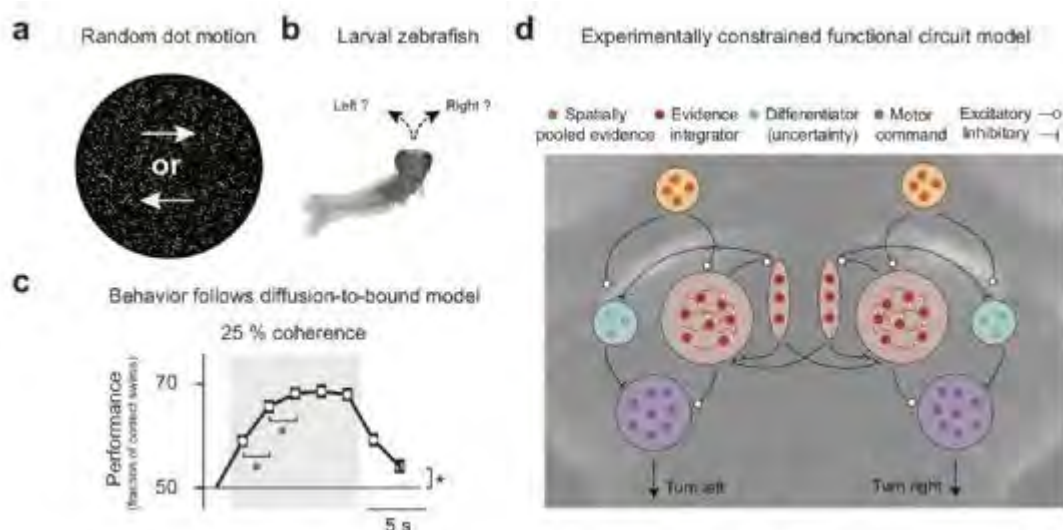 a
Random dot motion
or
b
Larval zebrafish
Left ?
Right ?
c
Behavior follows diffusion-to-bound model
25 % coherence
Performance
(fraction of correct swims)
70
50
*
*
*
5 s
d
Experimentally constrained functional circuit model
Spatially
pooled evidence
Evidence
integrator
Differentiator
(uncertainty)
Motor
command
Excitatory
Inhibitory
Turn left
Turn right